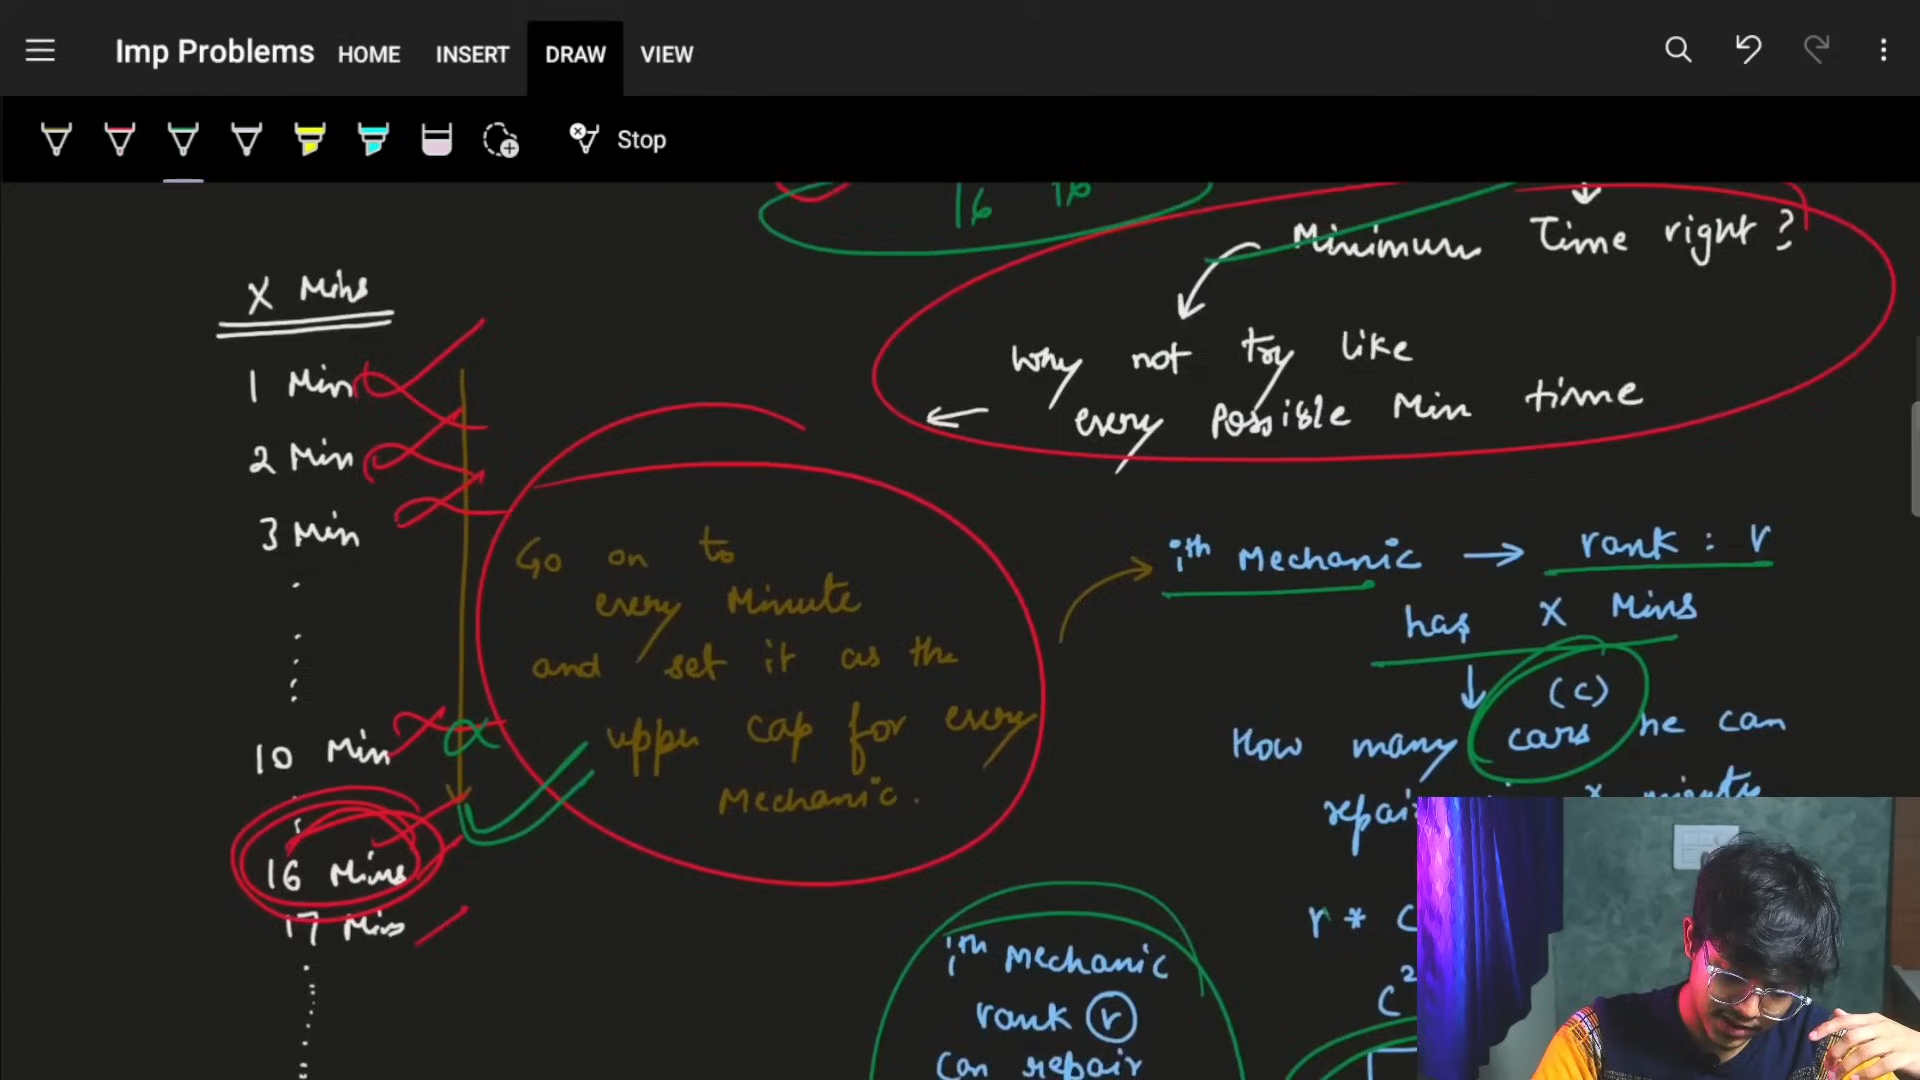 Imp Problems HOME INSERT DRAW VIEW
Stop
16 16
Minimum Time right?
Why not try like
every Possible Min time
X Mins
1 Min
2 Min
3 Min
10 Min
16 Mins
17 Mins
Go on to
every Minute
and set it as the
upper cap for every
Mechanic.
ith Mechanic → rank : r
has X Mins
(c)
How many cars he can
r * c
c²
ith Mechanic
rank r
can repair